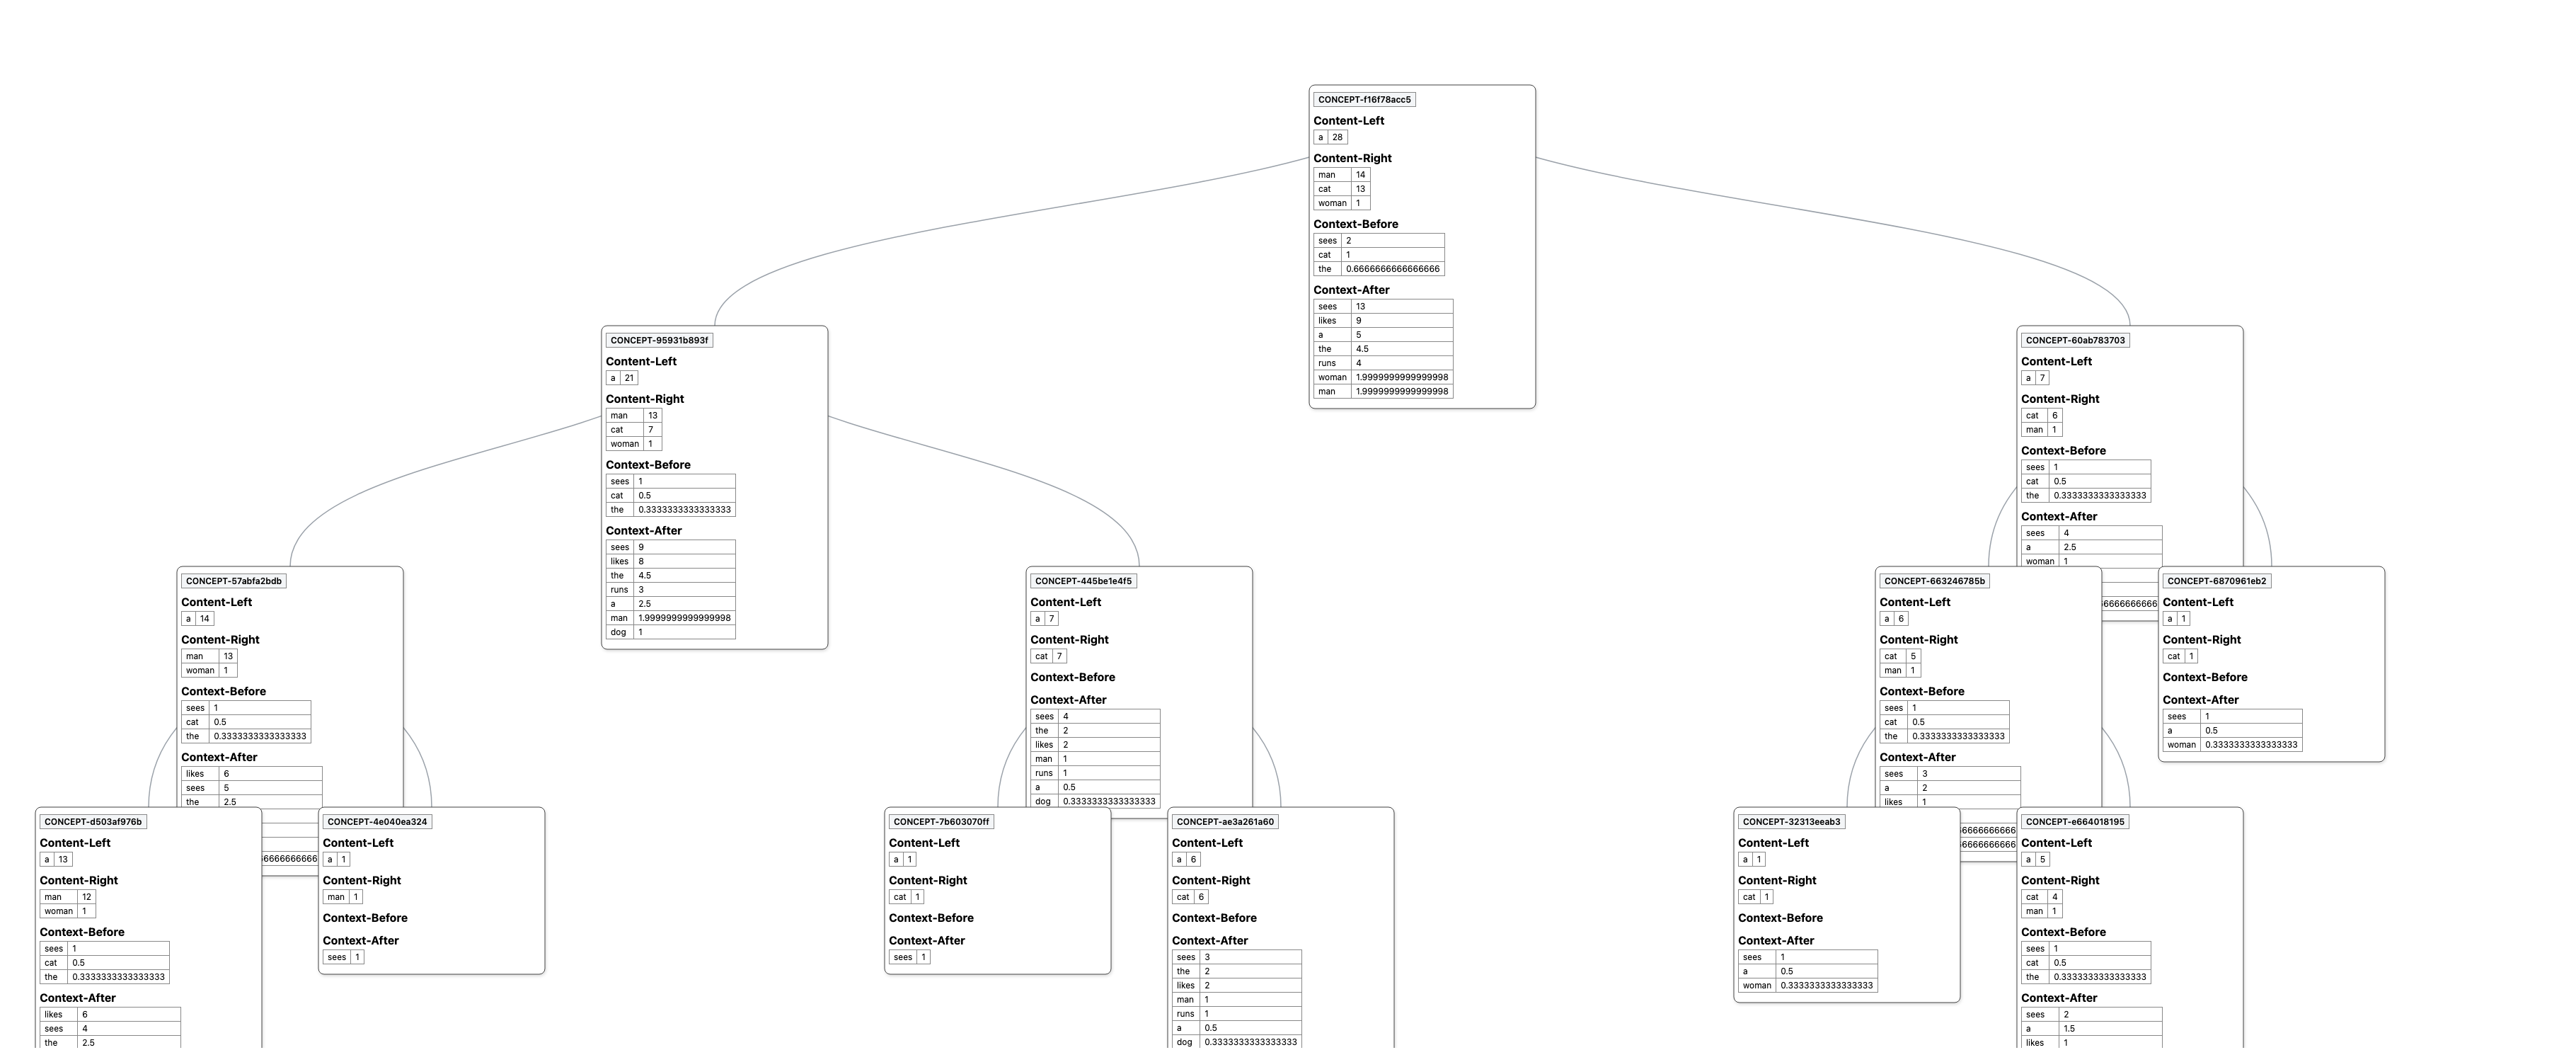 CONCEPT-f16f78acc5
Content-Left
a 28
Content-Right
man 14
cat 13
woman 1
Context-Before
sees 2
cat 1
the 0.6666666666666666
Context-After
sees 13
likes 9
a 5
the 4.5
runs 4
woman 1.9999999999999998
man 1.9999999999999998
CONCEPT-95931b893f
Content-Left
a 21
Content-Right
man 13
cat 7
woman 1
Context-Before
sees 1
cat 0.5
the 0.3333333333333333
Context-After
sees 9
likes 8
the 4.5
runs 3
a 2.5
man 1.9999999999999998
dog 1
CONCEPT-60ab783703
Content-Left
a 7
Content-Right
cat 6
man 1
Context-Before
sees 1
cat 0.5
the 0.3333333333333333
Context-After
sees 4
a 2.5
woman 1
CONCEPT-57abfa2bdb
Content-Left
a 14
Content-Right
man 13
woman 1
Context-Before
sees 1
cat 0.5
the 0.3333333333333333
Context-After
likes 6
sees 5
the 2.5
CONCEPT-445be1e4f5
Content-Left
a 7
Content-Right
cat 7
Context-Before
Context-After
sees 4
the 2
likes 2
man 1
runs 1
a 0.5
dog 0.3333333333333333
CONCEPT-663246785b
Content-Left
a 6
Content-Right
cat 5
man 1
Context-Before
sees 1
cat 0.5
the 0.3333333333333333
Context-After
sees 3
a 2
likes 1
CONCEPT-6870961eb2
Content-Left
a 1
Content-Right
cat 1
Context-Before
Context-After
sees 1
a 0.5
woman 0.3333333333333333
CONCEPT-d503af976b
Content-Left
a 13
Content-Right
man 12
woman 1
Context-Before
sees 1
cat 0.5
the 0.3333333333333333
Context-After
likes 6
sees 4
the 2.5
CONCEPT-4e040ea324
Content-Left
a 1
Content-Right
man 1
Context-Before
Context-After
sees 1
CONCEPT-7b603070ff
Content-Left
a 1
Content-Right
cat 1
Context-Before
Context-After
sees 1
CONCEPT-ae3a261a60
Content-Left
a 6
Content-Right
cat 6
Context-Before
Context-After
sees 3
the 2
likes 2
man 1
runs 1
a 0.5
dog 0.3333333333333333
CONCEPT-32313eeab3
Content-Left
a 1
Content-Right
cat 1
Context-Before
Context-After
sees 1
a 0.5
woman 0.3333333333333333
CONCEPT-e664018195
Content-Left
a 5
Content-Right
cat 4
man 1
Context-Before
sees 1
cat 0.5
the 0.3333333333333333
Context-After
sees 2
a 1.5
likes 1